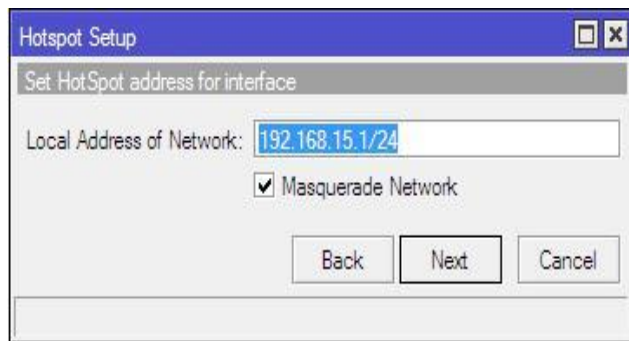 Hotspot Setup
Set HotSpot address for interface
Local Address of Network: 192.168.15.1/24
Masquerade Network
Back Next Cancel